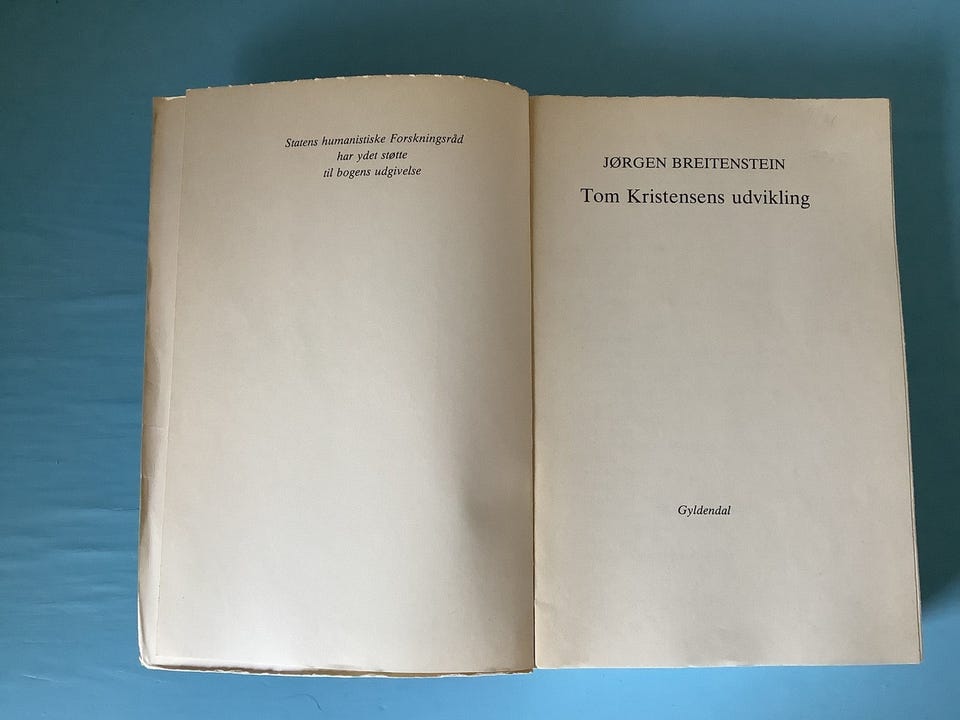 Statens humanistiske Forskningsråd
har ydet støtte
til bogens udgivelse
JØRGEN BREITENSTEIN
Tom Kristensens udvikling
Gyldendal